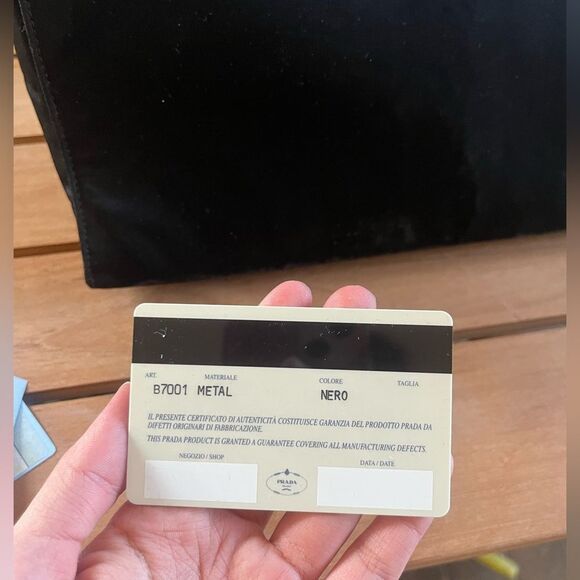 ART. MATERIALE COLORE TAGLIA
B7001 METAL NERO
IL PRESENTE CERTIFICATO DI AUTENTICITÀ COSTITUISCE GARANZIA DEL PRODOTTO PRADA DA
DIFETTI ORIGINARI DI FABBRICAZIONE.
THIS PRADA PRODUCT IS GRANTED A GUARANTEE COVERING ALL MANUFACTURING DEFECTS.
NEGOZIO / SHOP DATA / DATE
PRADA